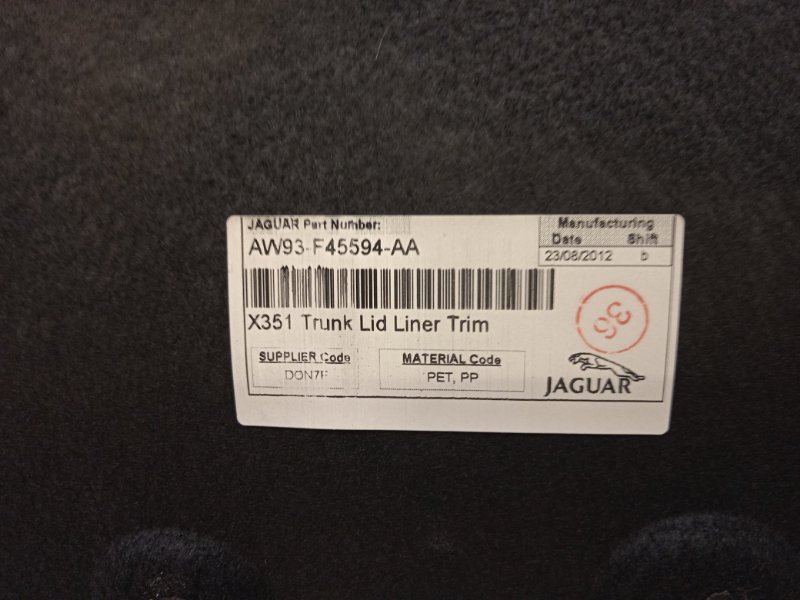 JAGUAR Part Number:
AW93-F45594-AA
Manufacturing
Date Shift
23/08/2012 b
X351 Trunk Lid Liner Trim
36
SUPPLIER Code
MATERIAL Code
PET, PP
JAGUAR